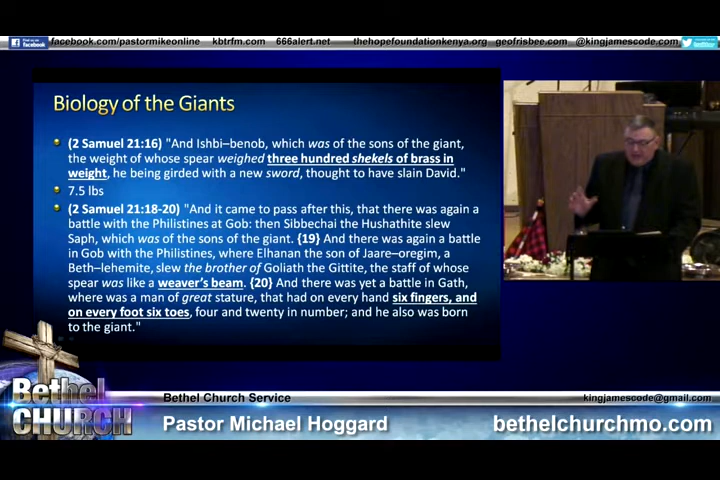 Find us on facebook facebook.com/pastormikeonline kbtrfm.com 666alert.net thehopefoundationkenya.org geofrisbee.com @kingjamescode.com twitter
Biology of the Giants
(2 Samuel 21:16) "And Ishbi–benob, which was of the sons of the giant,
the weight of whose spear weighed three hundred shekels of brass in
weight, he being girded with a new sword, thought to have slain David."
7.5 lbs
(2 Samuel 21:18-20) "And it came to pass after this, that there was again a
battle with the Philistines at Gob: then Sibbechai the Hushathite slew
Saph, which was of the sons of the giant. {19} And there was again a battle
in Gob with the Philistines, where Elhanan the son of Jaare–oregim, a
Beth–lehemite, slew the brother of Goliath the Gittite, the staff of whose
spear was like a weaver's beam. {20} And there was yet a battle in Gath,
where was a man of great stature, that had on every hand six fingers, and
on every foot six toes, four and twenty in number; and he also was born
to the giant."
Bethel
CHURCH
Bethel Church Service kingjamescode@gmail.com
Pastor Michael Hoggard bethelchurchmo.com